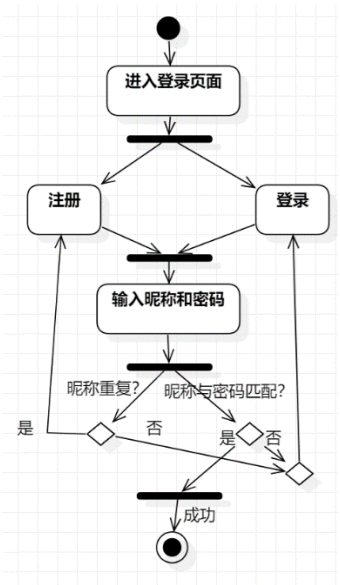 进入登录页面
注册
登录
输入昵称和密码
昵称重复?
昵称与密码匹配?
是
否
是
否
成功